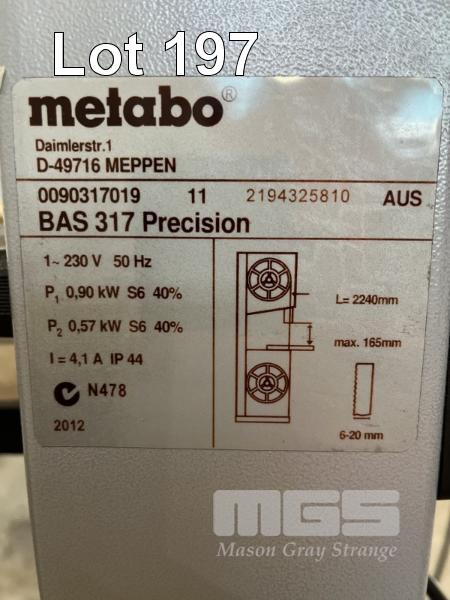 Lot 197
metabo®
Daimlerstr.1
D-49716 MEPPEN
0090317019 11 2194325810 AUS
BAS 317 Precision
1~ 230 V 50 Hz
P1 0,90 kW S6 40%
P2 0,57 kW S6 40%
I = 4,1 A IP 44
N478
2012
L= 2240mm
max. 165mm
6-20 mm
MGS
Mason Gray Strange